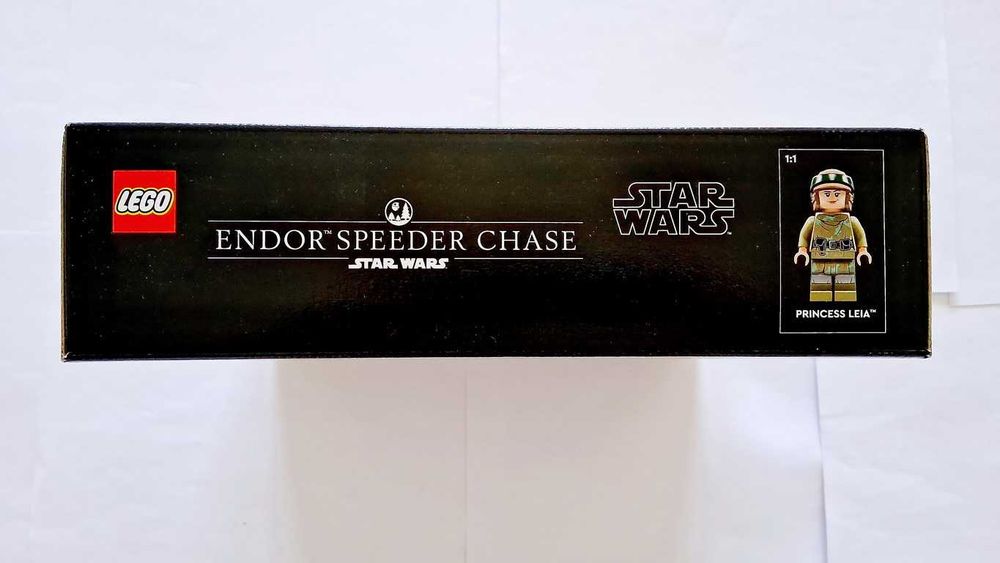 LEGO
ENDOR™ SPEEDER CHASE
STAR WARS
STAR
WARS
1:1
PRINCESS LEIA™